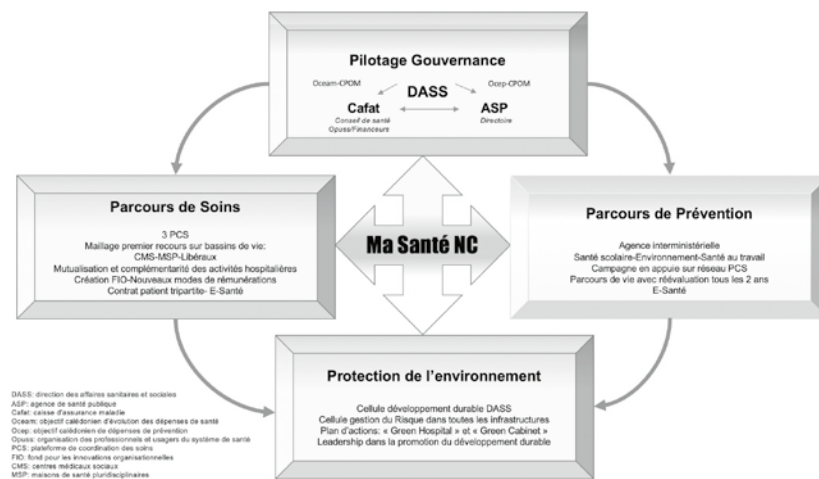 Pilotage Gouvernance
Oceam-CPOM
Ocep-CPOM
DASS
Cafat
ASP
Conseil de santé
Directoire
Opuss/Financeurs
Parcours de Soins
3 PCS
Maillage premier recours sur bassins de vie:
CMS-MSP-Libéraux
Mutualisation et complémentarité des activités hospitalières
Création FIO-Nouveaux modes de rémunérations
Contrat patient tripartite- E-Santé
Ma Santé NC
Parcours de Prévention
Agence interministérielle
Santé scolaire-Environnement-Santé au travail
Campagne en appuie sur réseau PCS
Parcours de vie avec réévaluation tous les 2 ans
E-Santé
Protection de l'environnement
Cellule développement durable DASS
Cellule gestion du Risque dans toutes les infrastructures
Plan d'actions: « Green Hospital » et « Green Cabinet »
Leadership dans la promotion du développement durable
DASS: direction des affaires sanitaires et sociales
ASP: agence de santé publique
Cafat: caisse d'assurance maladie
Oceam: objectif calédonien d'évolution des dépenses de santé
Ocep: objectif calédonien de dépenses de prévention
Opuss: organisation des professionnels et usagers du système de santé
PCS: plateforme de coordination des soins
FIO: fond pour les innovations organisationnelles
CMS: centres médicaux sociaux
MSP: maisons de santé pluridisciplinaires